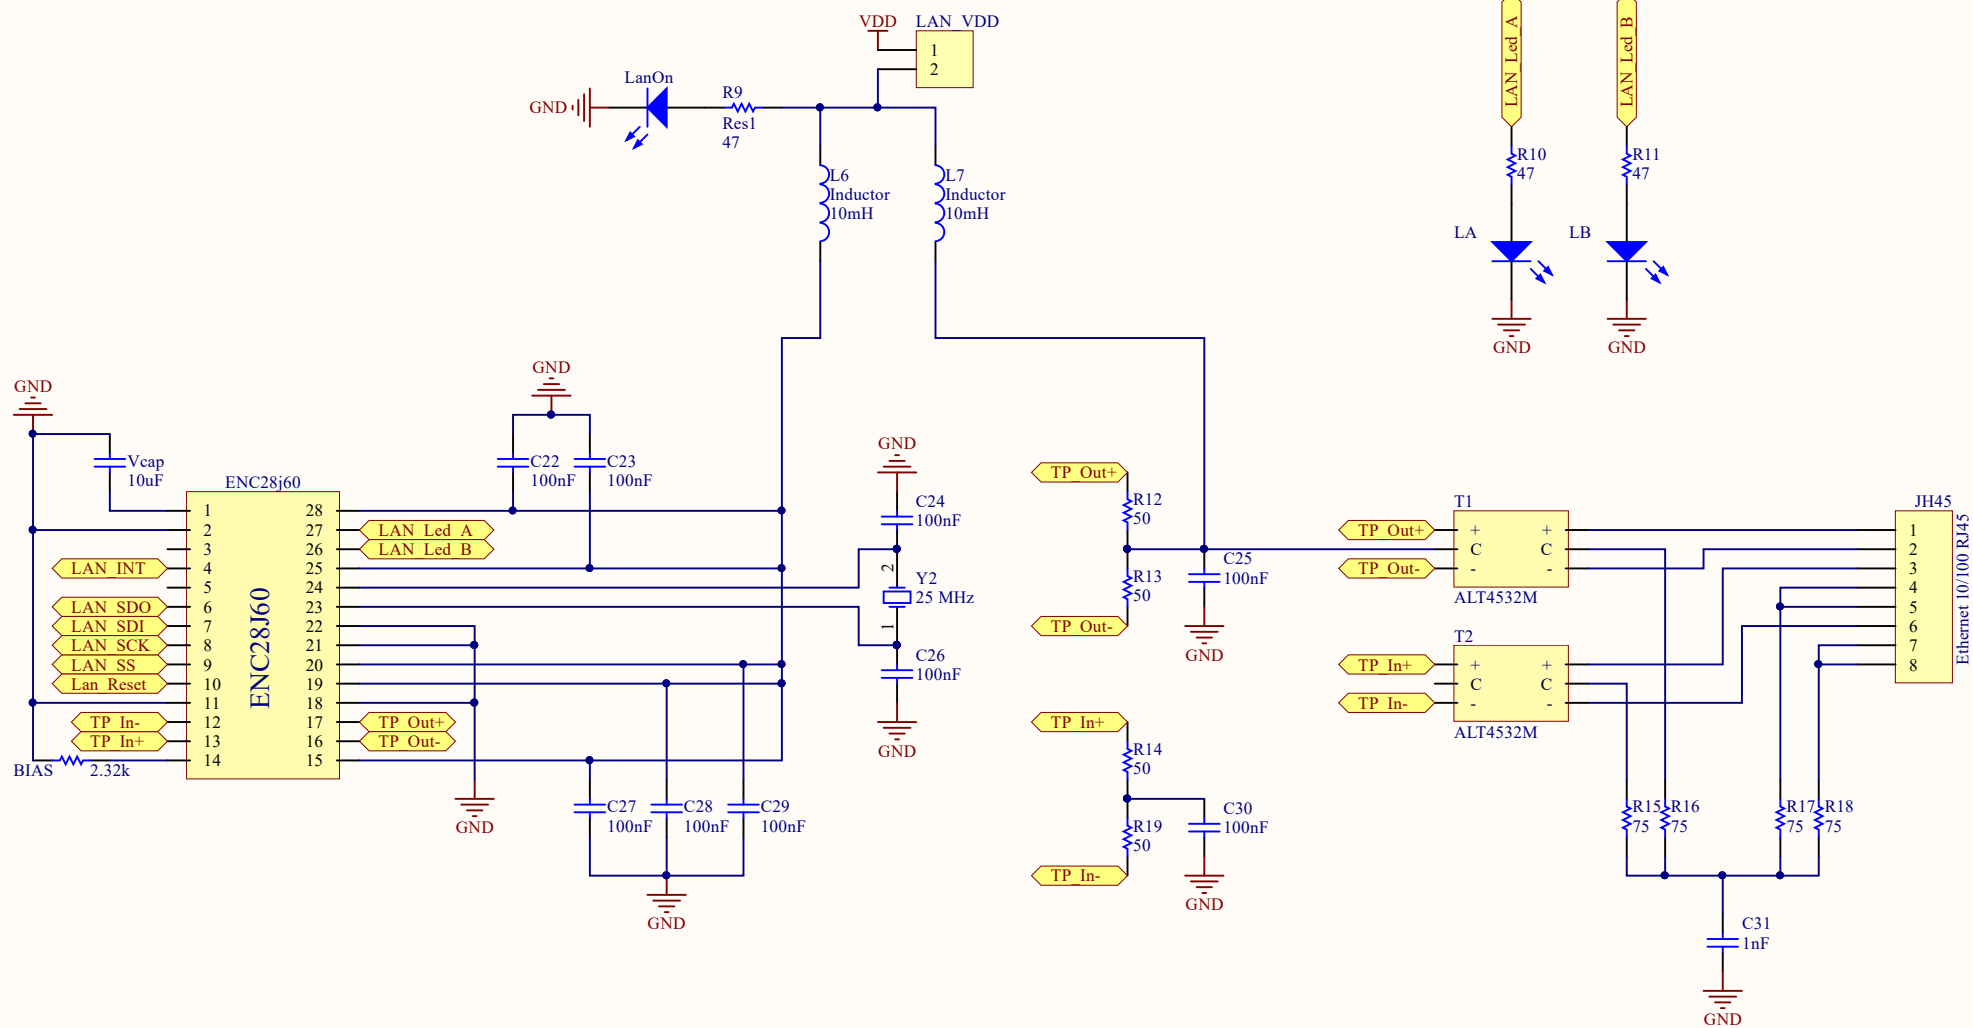 VDD
LAN_VDD
1
2
LanOn
GND
R9
Res1
47
L6
Inductor
10mH
L7
Inductor
10mH
LAN_Led_A
LAN_Led_B
R10
47
R11
47
LA
LB
GND
GND
GND
Vcap
10uF
GND
C22
100nF
C23
100nF
ENC28j60
ENC28J60
1
2
3
LAN_INT
4
5
LAN_SDO
6
LAN_SDI
7
LAN_SCK
8
LAN_SS
9
Lan_Reset
10
11
TP_In-
12
TP_In+
13
14
BIAS
2.32k
28
27
LAN_Led_A
26
LAN_Led_B
25
24
23
22
21
20
19
18
17
TP_Out+
16
TP_Out-
15
GND
C27
100nF
C28
100nF
C29
100nF
GND
GND
C24
100nF
2
Y2
25 MHz
1
C26
100nF
GND
TP_Out+
R12
50
R13
50
TP_Out-
C25
100nF
GND
TP_In+
R14
50
R19
50
TP_In-
C30
100nF
GND
T1
TP_Out+
+
+
C
C
TP_Out-
-
-
ALT4532M
T2
TP_In+
+
+
C
C
TP_In-
-
-
ALT4532M
JH45
1
2
3
4
5
6
7
8
Ethernet 10/100 RJ45
R15
75
R16
75
R17
75
R18
75
C31
1nF
GND